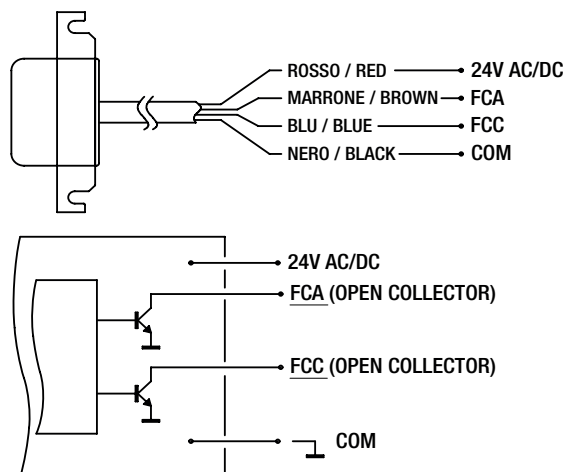 ROSSO / RED 24V AC/DC
MARRONE / BROWN FCA
BLU / BLUE FCC
NERO / BLACK COM
24V AC/DC
FCA (OPEN COLLECTOR)
FCC (OPEN COLLECTOR)
COM